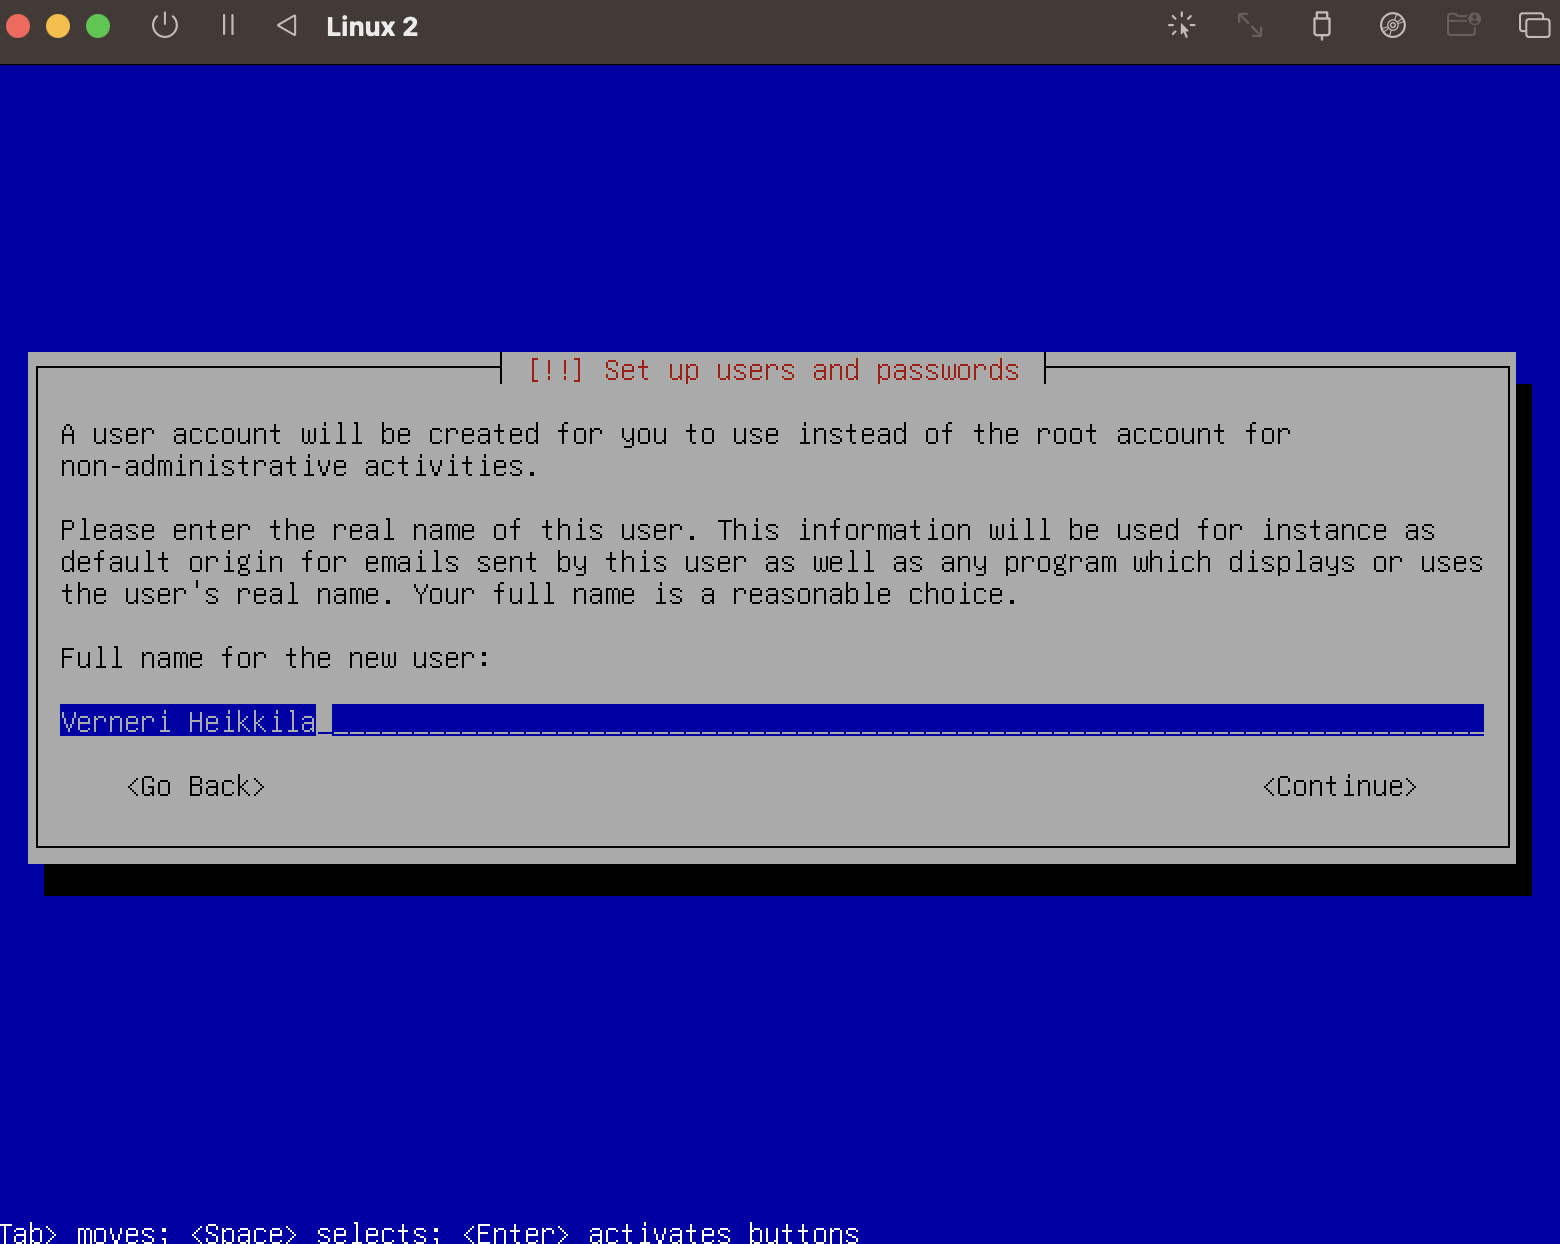 Linux 2
[!!] Set up users and passwords
A user account will be created for you to use instead of the root account for
non-administrative activities.
Please enter the real name of this user. This information will be used for instance as
default origin for emails sent by this user as well as any program which displays or uses
the user's real name. Your full name is a reasonable choice.
Full name for the new user:
Verneri Heikkila
<Go Back> <Continue>
Tab> moves; <Space> selects; <Enter> activates buttons